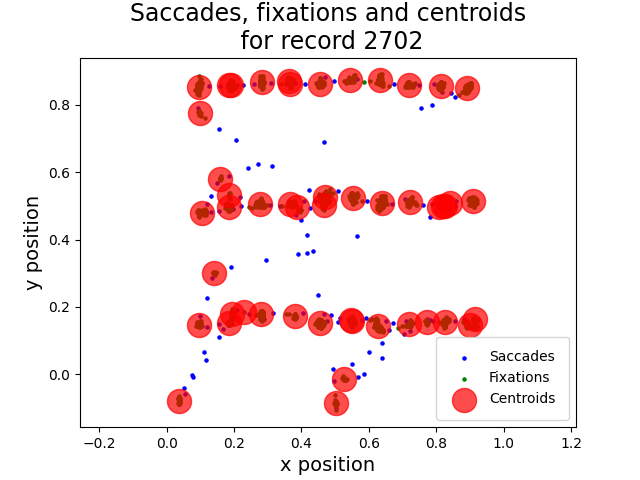 Saccades, fixations and centroids
for record 2702
y position
0.8
0.6
0.4
0.2
0.0
−0.2
0.0
0.2
0.4
0.6
0.8
1.0
1.2
x position
Saccades
Fixations
Centroids